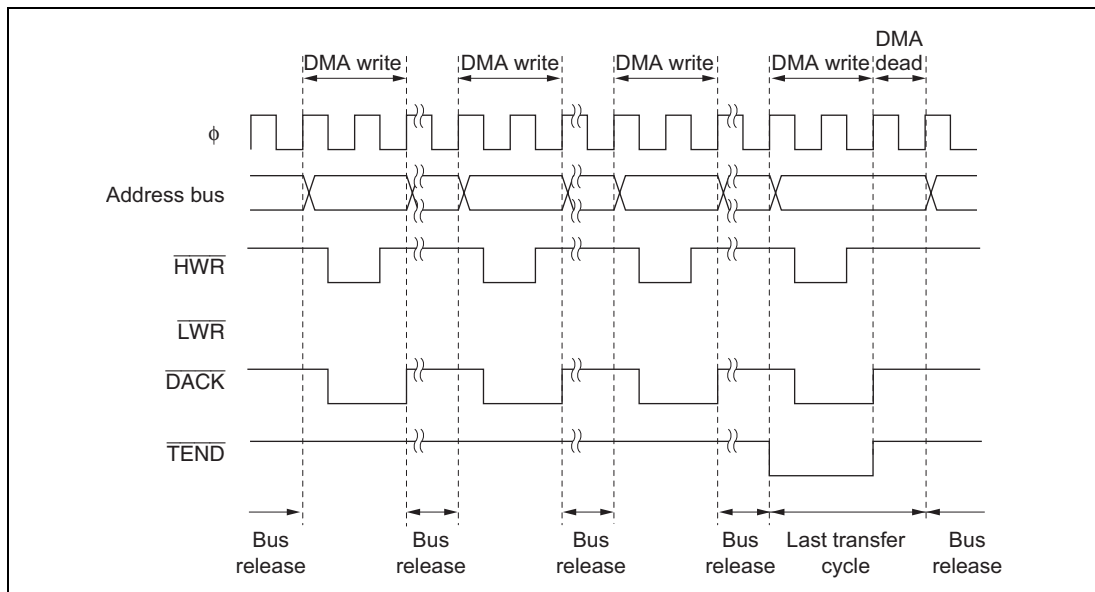 DMA
DMA write DMA write DMA write DMA write dead
ϕ
Address bus
HWR
LWR
DACK
TEND
Bus Bus Bus Bus Last transfer Bus
release release release release cycle release